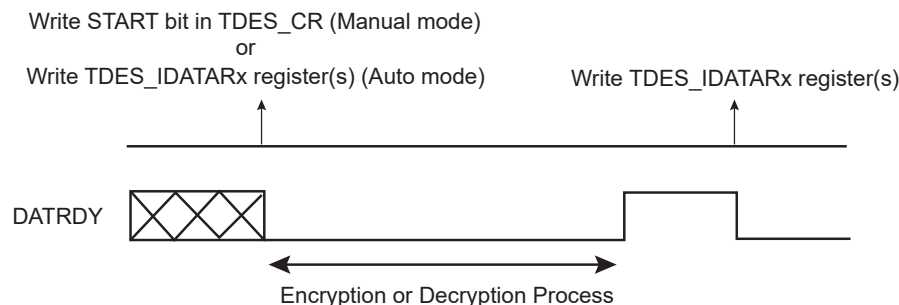 Write START bit in TDES_CR (Manual mode)
or
Write TDES_IDATARx register(s) (Auto mode)
Write TDES_IDATARx register(s)
DATRDY
Encryption or Decryption Process